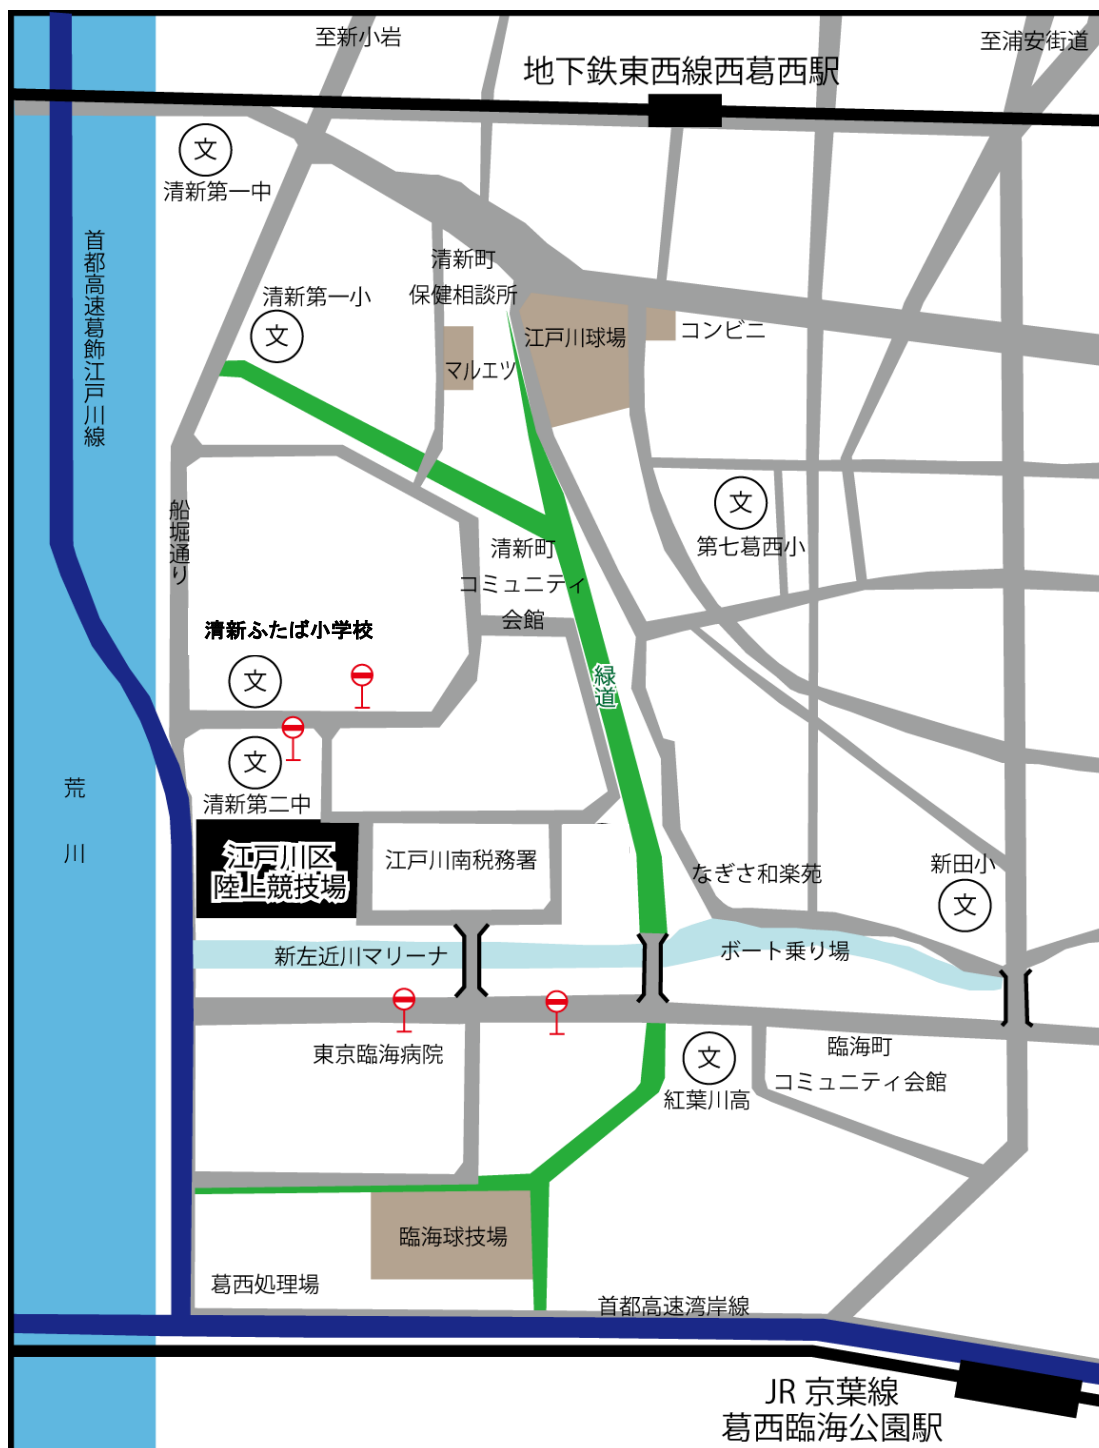 至新小岩
至浦安街道
地下鉄東西線西葛西駅
文
清新第一中
首都高速葛飾江戸川線
清新町
保健相談所
清新第一小
文
江戸川球場
コンビニ
マルエツ
船堀通り
文
第七葛西小
清新町
コミュニティ
会館
清新ふたば小学校
文
緑道
文
清新第二中
荒川
江戸川区
陸上競技場
江戸川南税務署
なぎさ和楽苑
新田小
文
新左近川マリーナ
ボート乗り場
東京臨海病院
文
紅葉川高
臨海町
コミュニティ会館
臨海球技場
葛西処理場
首都高速湾岸線
JR 京葉線
葛西臨海公園駅